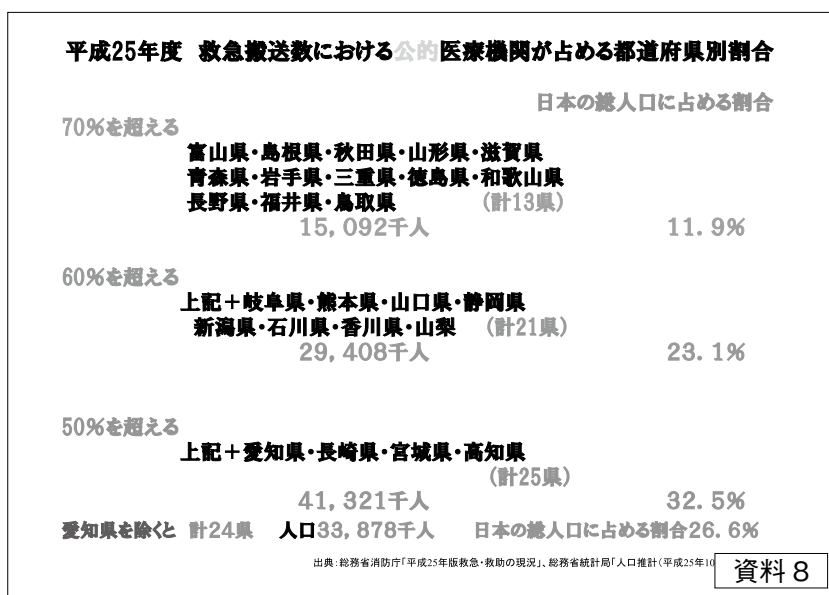 平成25年度 救急搬送数における公的医療機関が占める都道府県別割合
日本の総人口に占める割合
70%を超える
富山県・島根県・秋田県・山形県・滋賀県
青森県・岩手県・三重県・徳島県・和歌山県
長野県・福井県・鳥取県 (計13県)
15,092千人 11.9%
60%を超える
上記+岐阜県・熊本県・山口県・静岡県
新潟県・石川県・香川県・山梨 (計21県)
29,408千人 23.1%
50%を超える
上記+愛知県・長崎県・宮城県・高知県
(計25県)
41,321千人 32.5%
愛知県を除くと 計24県 人口33,878千人 日本の総人口に占める割合26.6%
出典:総務省消防庁「平成25年版救急・救助の現況」、総務省統計局「人口推計(平成25年10
資料8